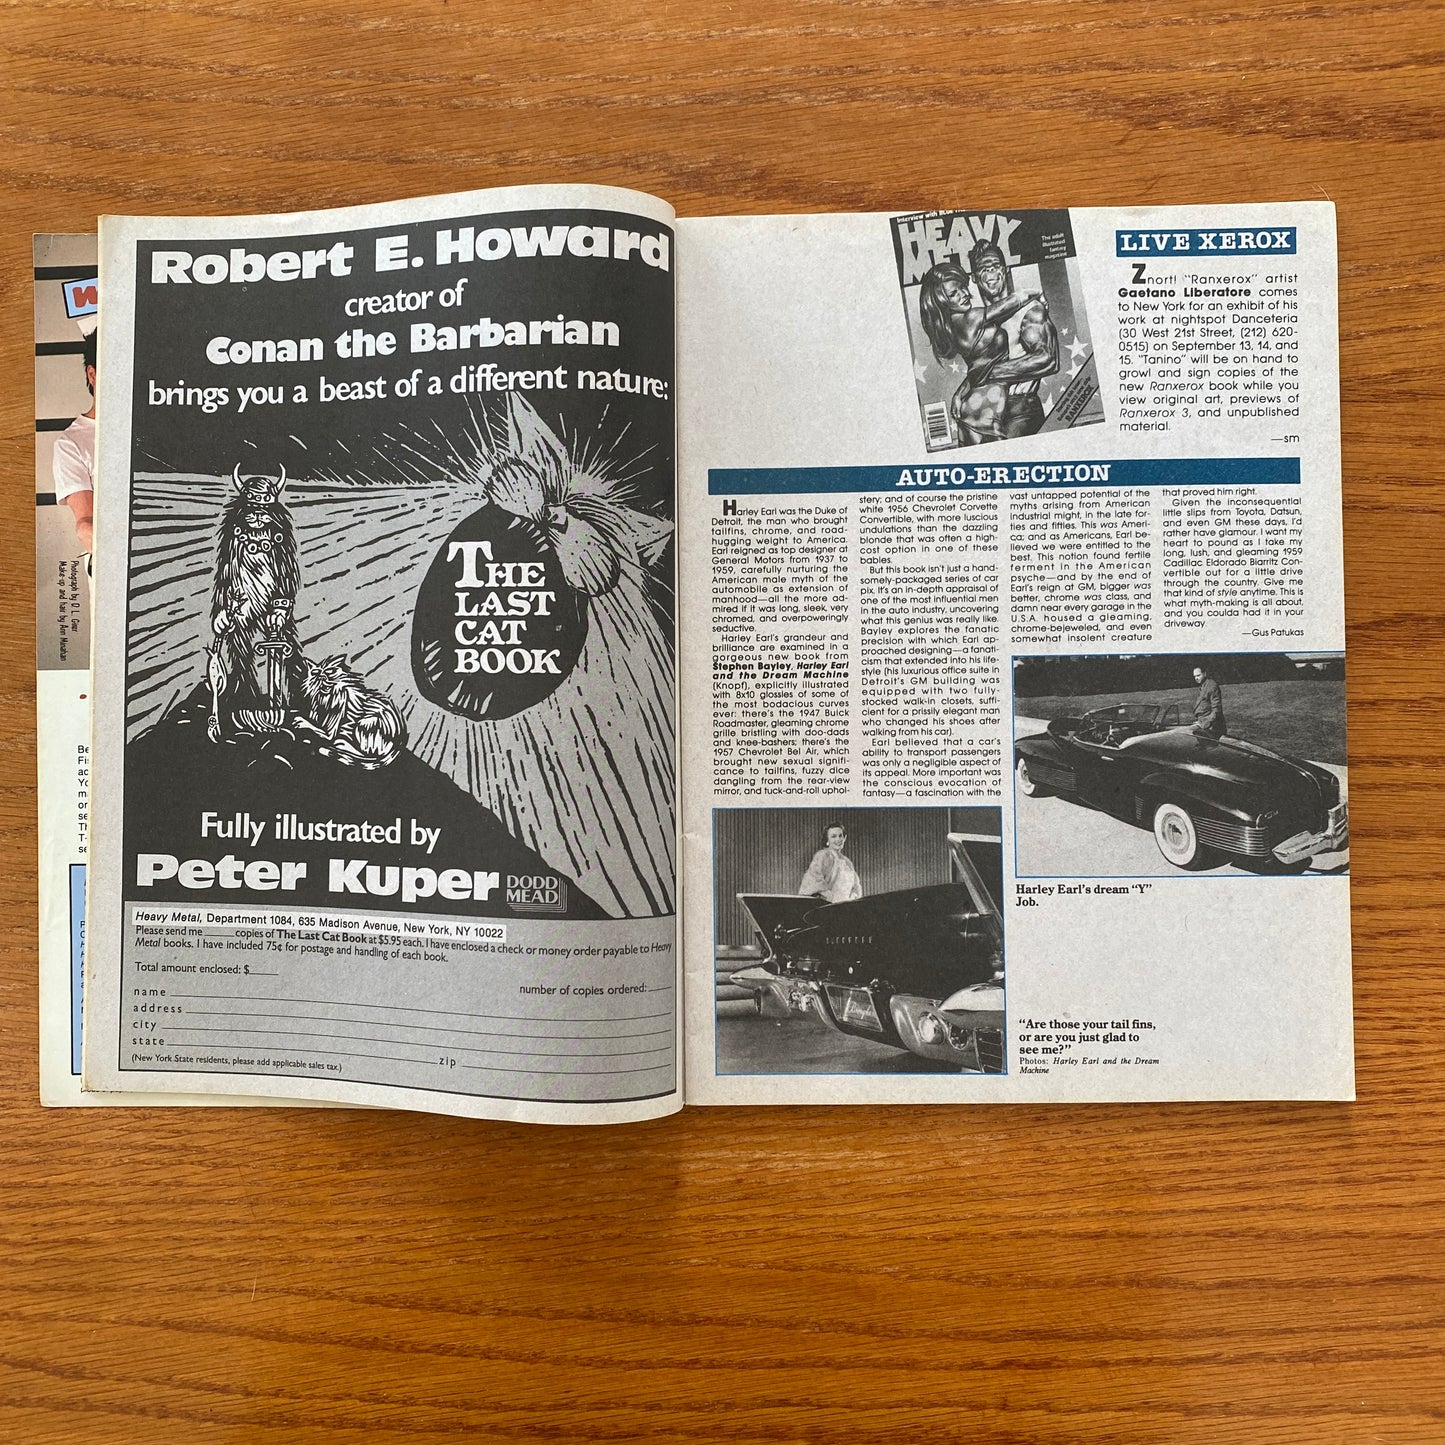 Robert E. Howard
creator of
Conan the Barbarian
brings you a beast of a different nature:
THE
LAST
CAT
BOOK
Fully illustrated by
Peter Kuper
DODD
MEAD
Heavy Metal, Department 1084, 635 Madison Avenue, New York, NY 10022
Please send me ______ copies of The Last Cat Book at $5.95 each. I have enclosed a check or money order payable to Heavy
Metal books. I have included 75¢ for postage and handling of each book.
Total amount enclosed: $
number of copies ordered:
name
address
city
state
zip
(New York State residents, please add applicable sales tax.)
Photograph by D. L.
Make-up and hair by Ann
Interview with
HEAVY
METAL
The adult
illustrated
fantasy
magazine
RANXEROX
LIVE XEROX
Znort! "Ranxerox" artist
Gaetano Liberatore comes
to New York for an exhibit of his
work at nightspot Danceteria
(30 West 21st Street, (212) 620-
0515) on September 13, 14, and
15. "Tanino" will be on hand to
growl and sign copies of the
new Ranxerox book while you
view original art, previews of
Ranxerox 3, and unpublished
material.
—sm
AUTO-ERECTION
Harley Earl was the Duke of
Detroit, the man who brought
tailfins, chrome, and road-
hugging weight to America.
Earl reigned as top designer at
General Motors from 1937 to
1959, carefully nurturing the
American male myth of the
automobile as extension of
manhood—all the more ad-
mired if it was long, sleek, very
chromed, and overpoweringly
seductive.
Harley Earl's grandeur and
brilliance are examined in a
gorgeous new book from
Stephen Bayley, Harley Earl
and the Dream Machine
(Knopf), explicitly illustrated
with 8x10 glossies of some of
the most bodacious curves
ever: there's the 1947 Buick
Roadmaster, gleaming chrome
grille bristling with doo-dads
and knee-bashers; there's the
1957 Chevrolet Bel Air, which
brought new sexual signifi-
cance to tailfins, fuzzy dice
dangling from the rear-view
mirror, and tuck-and-roll uphol-
stery; and of course the pristine
white 1956 Chevrolet Corvette
Convertible, with more luscious
undulations than the dazzling
blonde that was often a high-
cost option in one of these
babies.
But this book isn't just a hand-
somely-packaged series of car
pix. It's an in-depth appraisal of
one of the most influential men
in the auto industry, uncovering
what this genius was really like.
Bayley explores the fanatic
precision with which Earl ap-
proached designing—a fanati-
cism that extended into his life-
style (his luxurious office suite in
Detroit's GM building was
equipped with two fully-
stocked walk-in closets, suffi-
cient for a prissily elegant man
who changed his shoes after
walking from his car).
Earl believed that a car's
ability to transport passengers
was only a negligible aspect of
its appeal. More important was
the conscious evocation of
fantasy—a fascination with the
vast untapped potential of the
myths arising from American
industrial might, in the late for-
ties and fifties. This was Ameri-
ca; and as Americans, Earl be-
lieved we were entitled to the
best. This notion found fertile
ferment in the American
psyche—and by the end of
Earl's reign at GM, bigger was
better, chrome was class, and
damn near every garage in the
U.S.A. housed a gleaming,
chrome-bejeweled, and even
somewhat insolent creature
that proved him right.
Given the inconsequential
little slips from Toyota, Datsun,
and even GM these days, I'd
rather have glamour. I want my
heart to pound as I take my
long, lush, and gleaming 1959
Cadillac Eldorado Biarritz Con-
vertible out for a little drive
through the country. Give me
that kind of style anytime. This is
what myth-making is all about,
and you coulda had it in your
driveway.
—Gus Patukas
Harley Earl's dream "Y"
Job.
"Are those your tail fins,
or are you just glad to
see me?"
Photos: Harley Earl and the Dream
Machine